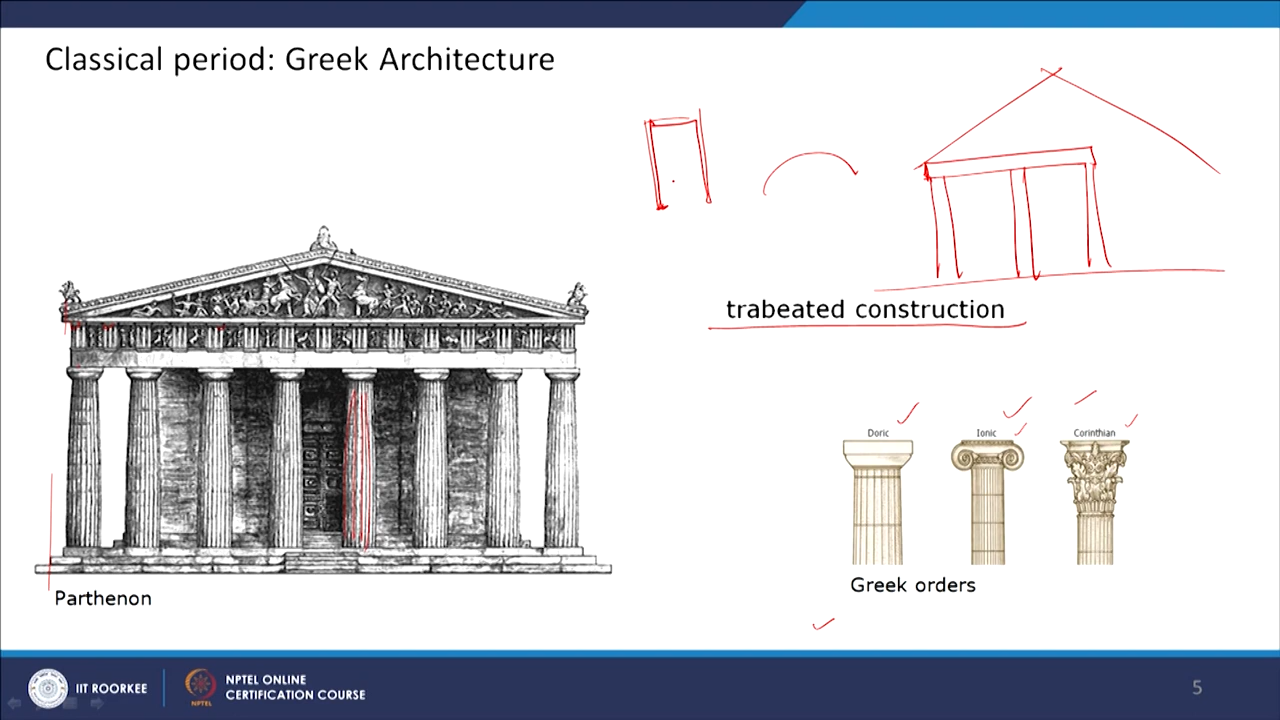 Classical period: Greek Architecture
trabeated construction
Doric
Ionic
Corinthian
Greek orders
Parthenon
IIT ROORKEE
NPTEL ONLINE
CERTIFICATION COURSE
NPTEL
5